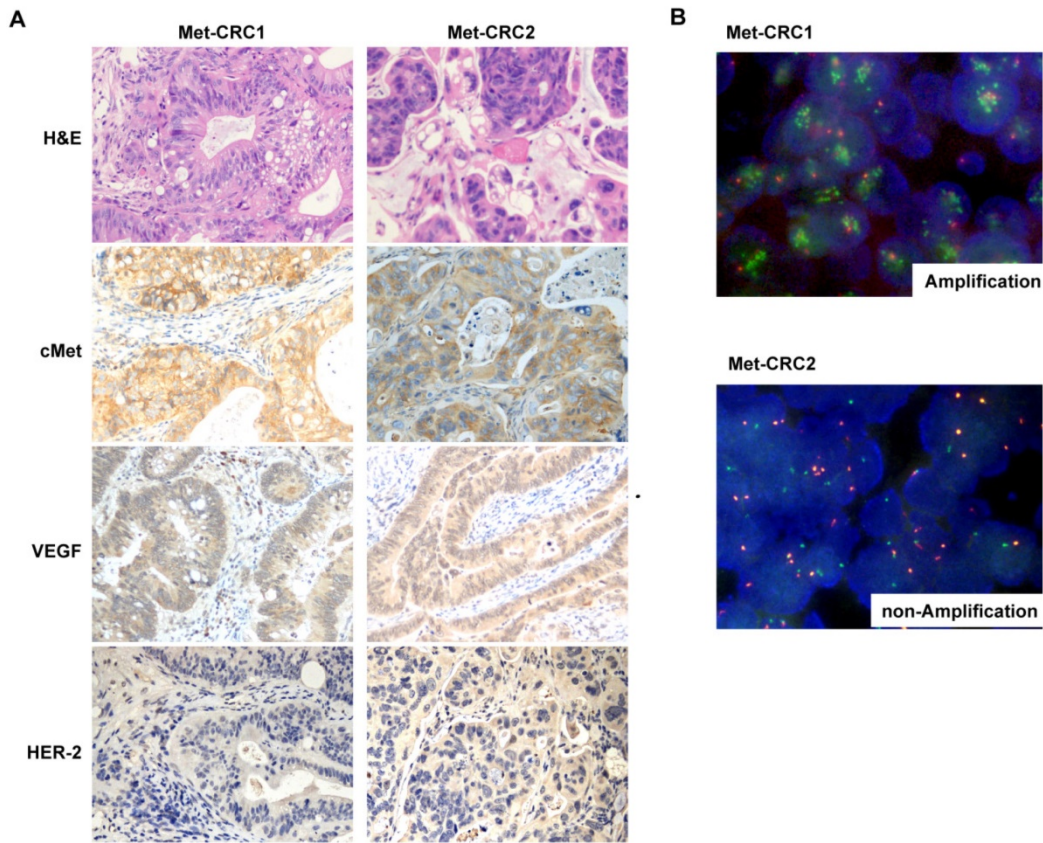 A
Met-CRC1 Met-CRC2
H&E
cMet
VEGF
HER-2
B
Met-CRC1
Amplification
Met-CRC2
non-Amplification